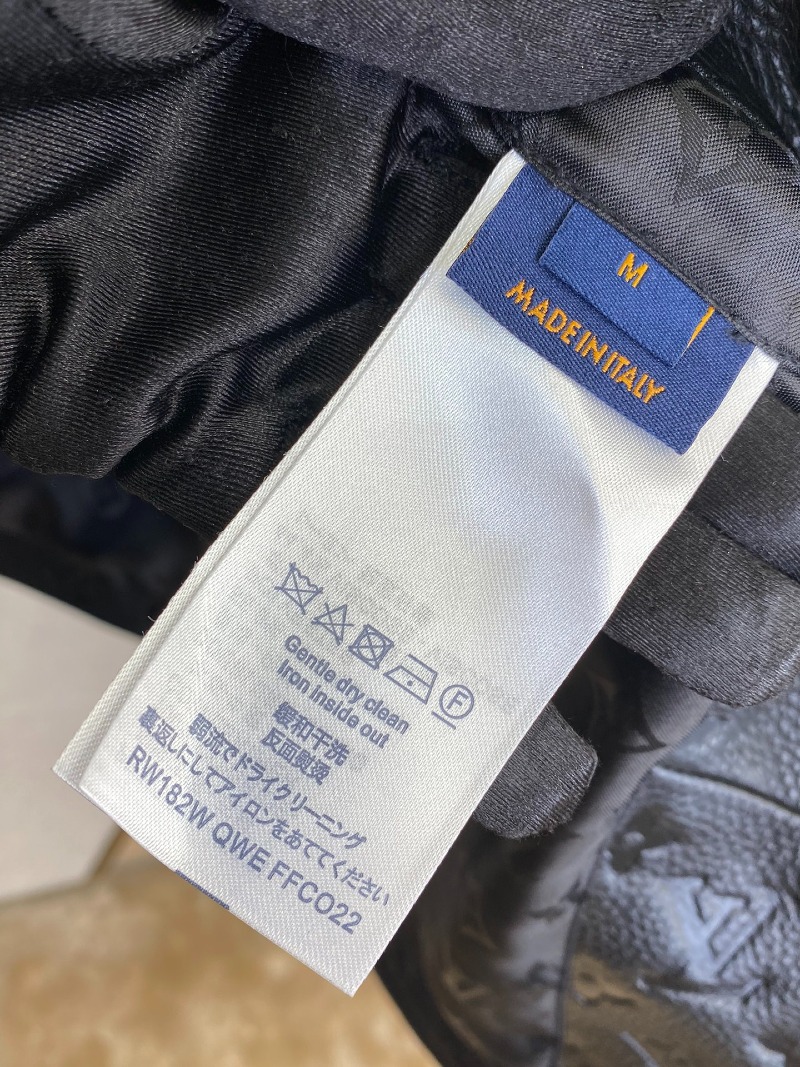 M
MADE IN ITALY
F
Gentle dry clean
Iron inside out
缓和干洗
反面熨烫
弱流でドライクリーニング
裏返しにしてアイロンをあててください
RW182W QWE FFCO22